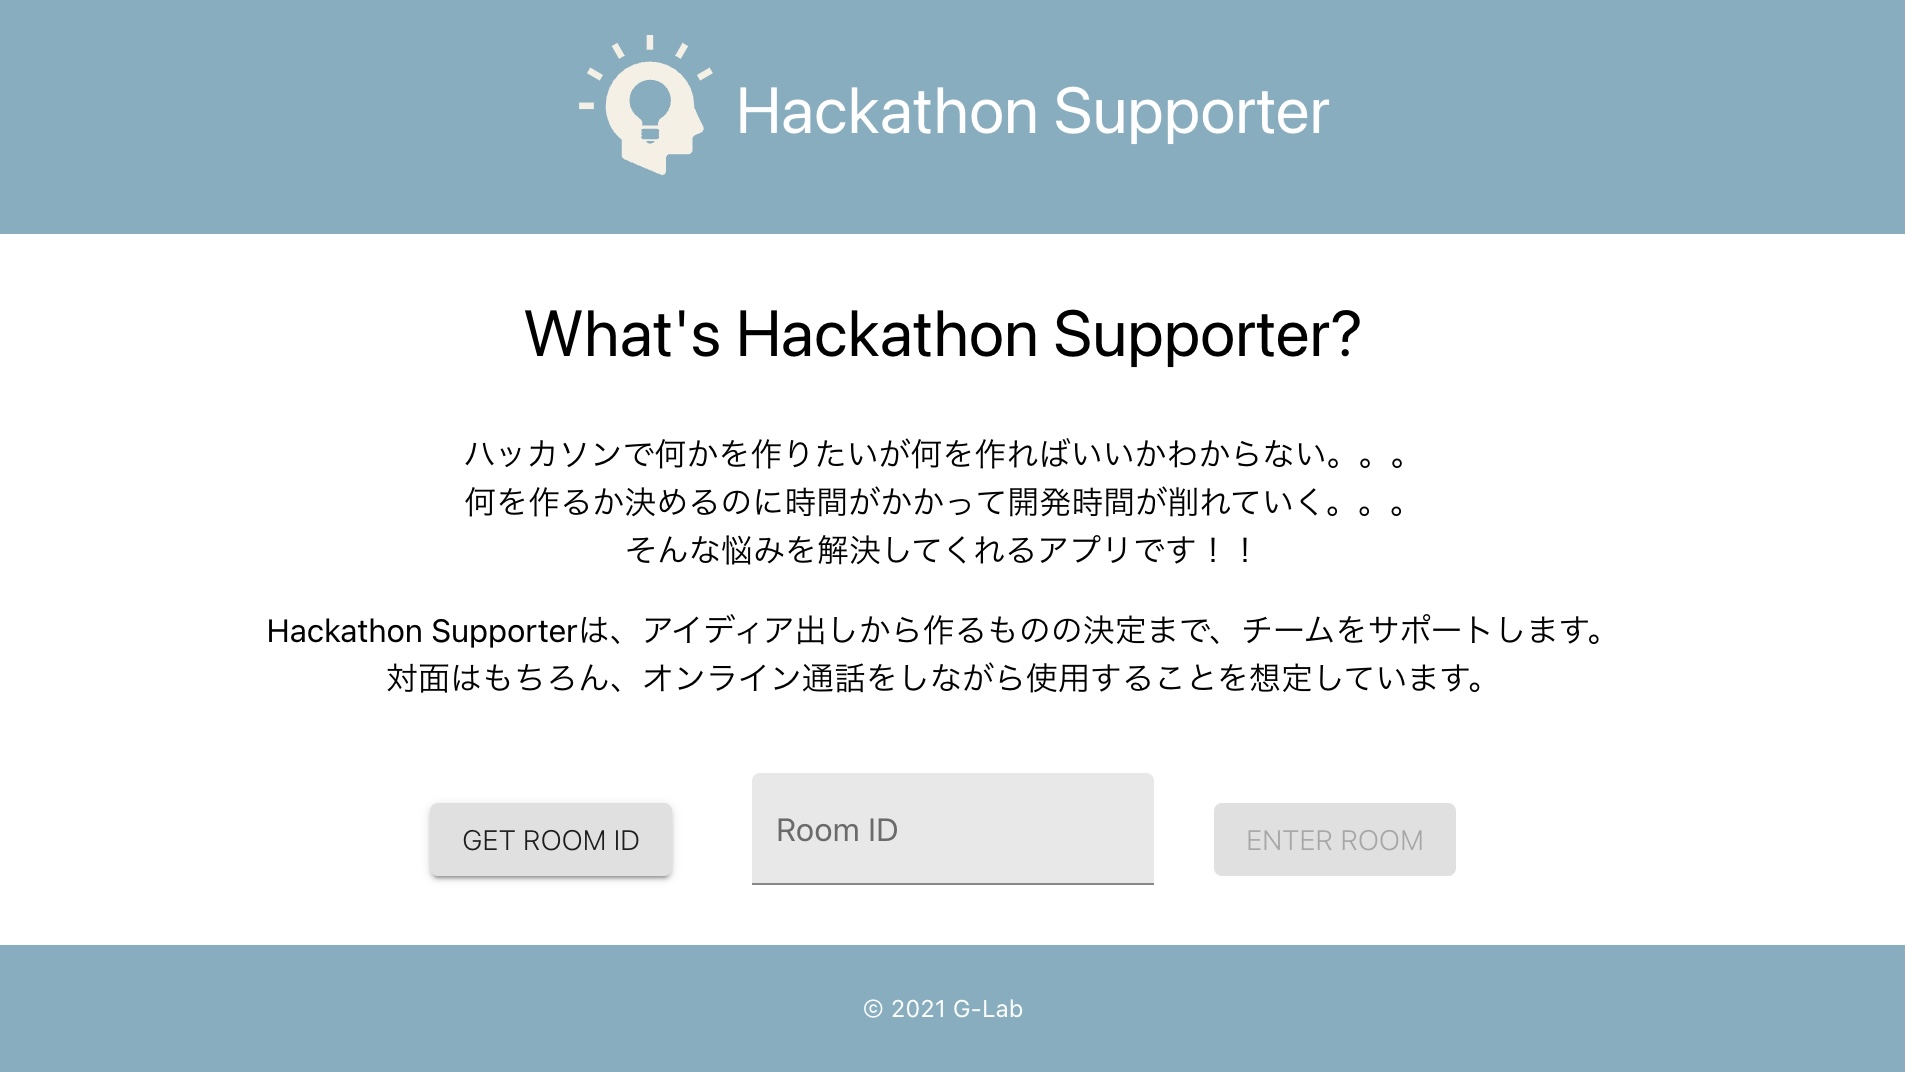 Hackathon Supporter
What's Hackathon Supporter?
ハッカソンで何かを作りたいが何を作ればいいかわからない。。。
何を作るか決めるのに時間がかかって開発時間が削れていく。。。
そんな悩みを解決してくれるアプリです！！
Hackathon Supporterは、アイディア出しから作るものの決定まで、チームをサポートします。
対面はもちろん、オンライン通話をしながら使用することを想定しています。
GET ROOM ID
Room ID
ENTER ROOM
© 2021 G-Lab